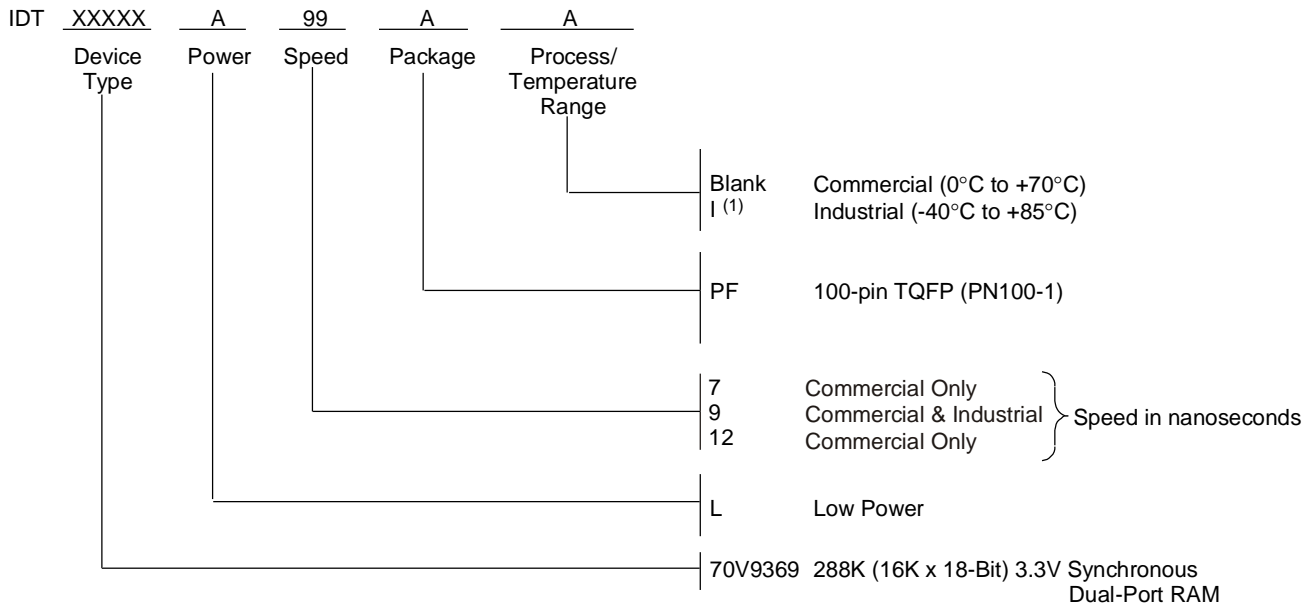 IDT XXXXX A 99 A A
Device Power Speed Package Process/
Type Temperature
Range
Blank Commercial (0°C to +70°C)
I (1) Industrial (-40°C to +85°C)
PF 100-pin TQFP (PN100-1)
7 Commercial Only
9 Commercial & Industrial Speed in nanoseconds
12 Commercial Only
L Low Power
70V9369 288K (16K x 18-Bit) 3.3V Synchronous
Dual-Port RAM